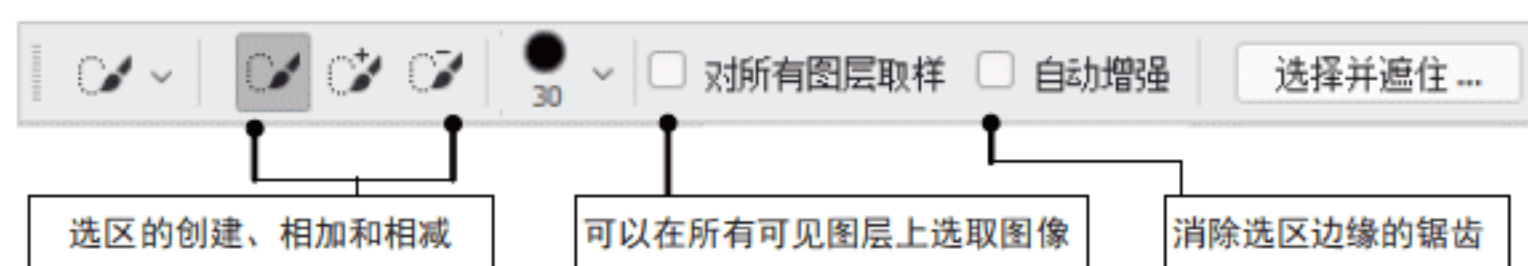 30
对所有图层取样
自动增强
选择并遮住 ...
选区的创建、相加和相减
可以在所有可见图层上选取图像
消除选区边缘的锯齿